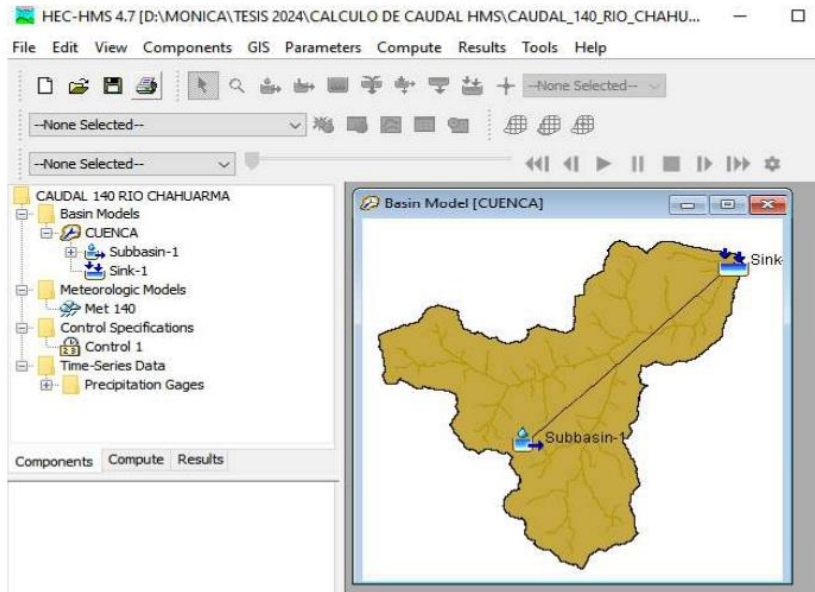 HEC-HMS 4.7 [D:\MONICA\TESIS 2024\CALCULO DE CAUDAL HMS\CAUDAL_140_RIO_CHAHU...
File Edit View Components GIS Parameters Compute Results Tools Help
--None Selected--
--None Selected--
--None Selected--
CAUDAL 140 RIO CHAHUARMA
Basin Models
CUENCA
Subbasin-1
Sink-1
Meteorologic Models
Met 140
Control Specifications
Control 1
Time-Series Data
Precipitation Gages
Components Compute Results
Basin Model [CUENCA]
Sink-
Subbasin-1